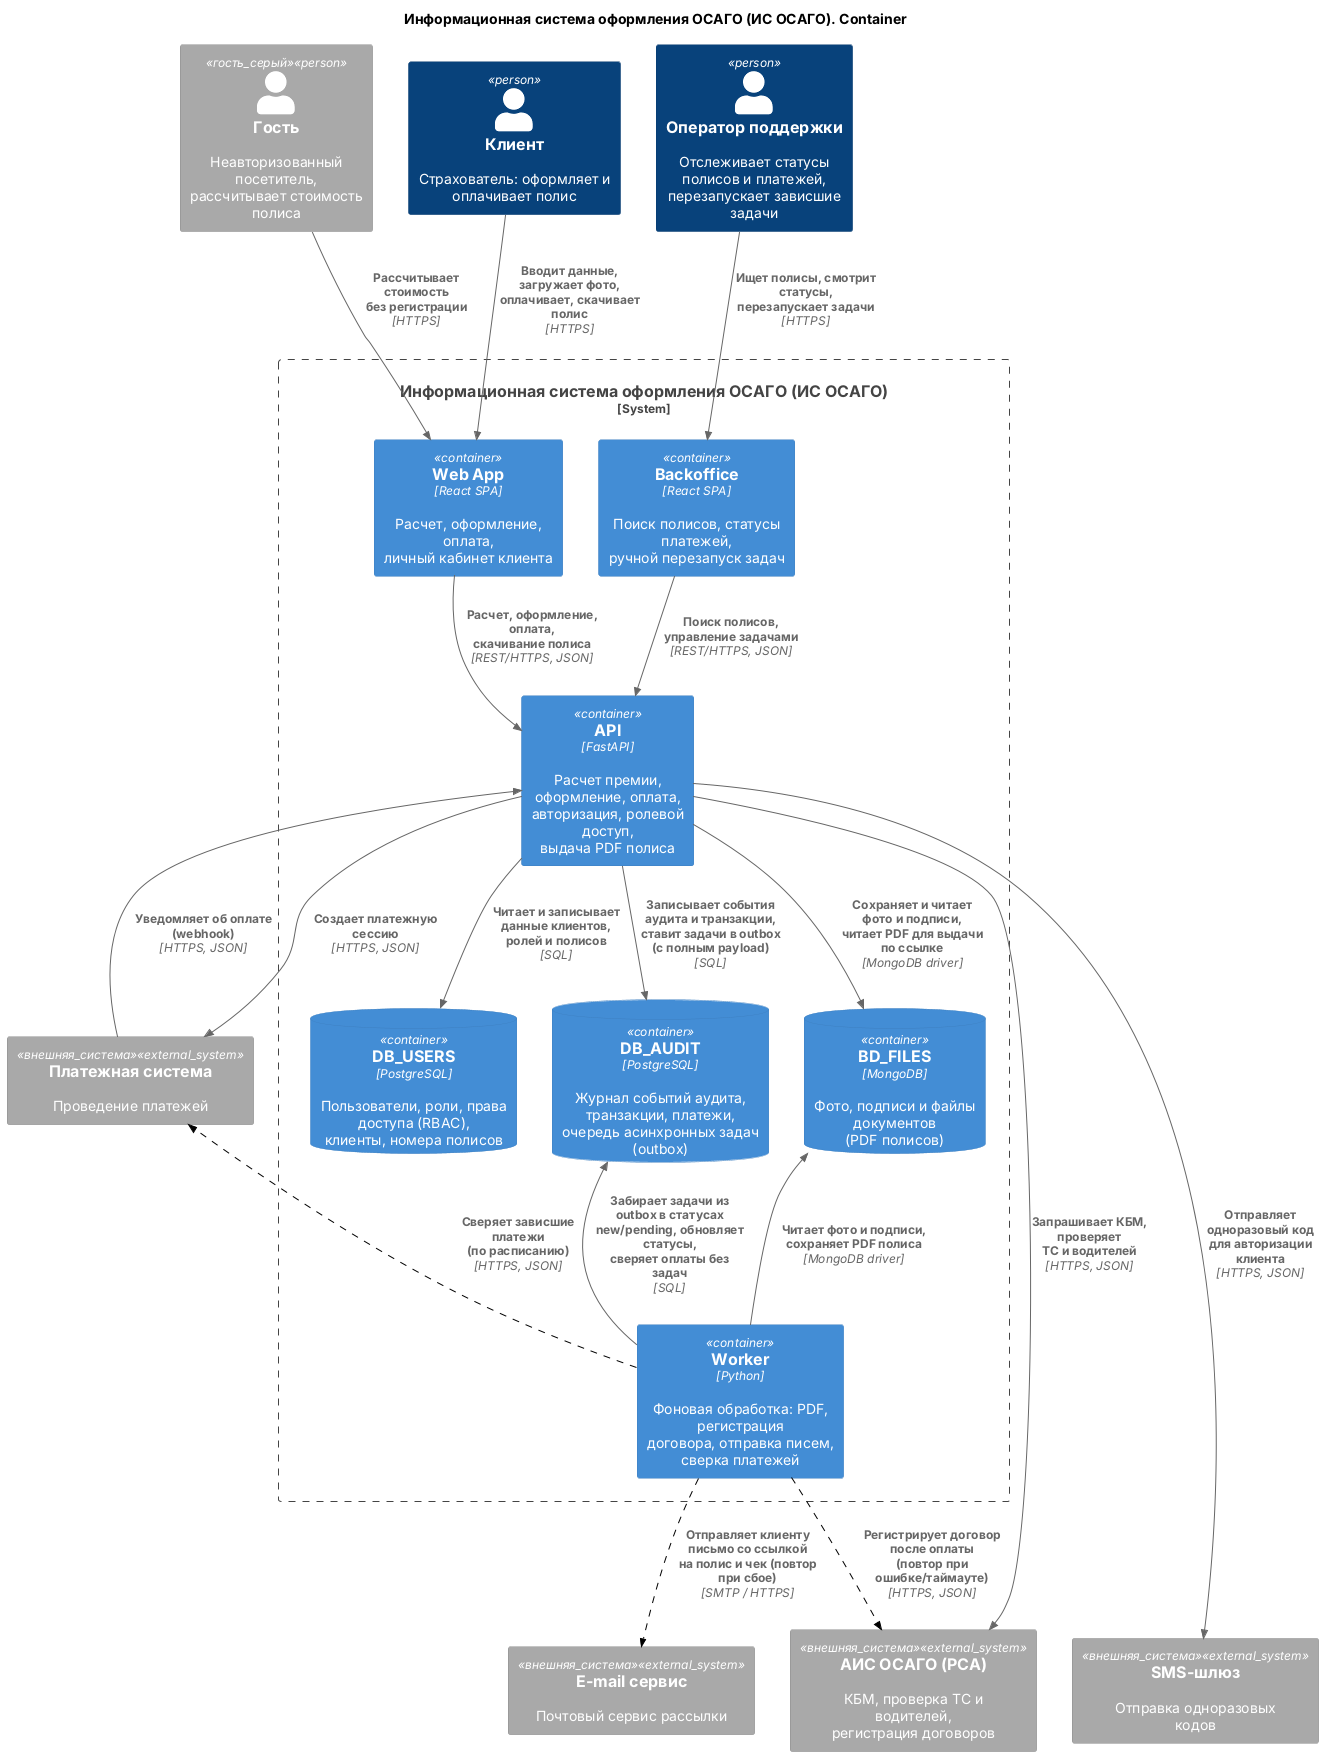 Информационная система оформления ОСАГО (ИС ОСАГО). Container
«гость_серый»«person»
Гость
Неавторизованный
посетитель,
рассчитывает стоимость
полиса
«person»
Клиент
Страхователь: оформляет и
оплачивает полис
«person»
Оператор поддержки
Отслеживает статусы
полисов и платежей,
перезапускает зависшие
задачи
Рассчитывает
стоимость
без регистрации
[HTTPS]
Вводит данные,
загружает фото,
оплачивает, скачивает
полис
[HTTPS]
Ищет полисы, смотрит
статусы,
перезапускает задачи
[HTTPS]
Информационная система оформления ОСАГО (ИС ОСАГО)
[System]
«container»
Web App
[React SPA]
Расчет, оформление,
оплата,
личный кабинет клиента
«container»
Backoffice
[React SPA]
Поиск полисов, статусы
платежей,
ручной перезапуск задач
Расчет, оформление,
оплата,
скачивание полиса
[REST/HTTPS, JSON]
Поиск полисов,
управление задачами
[REST/HTTPS, JSON]
«container»
API
[FastAPI]
Расчет премии,
оформление, оплата,
авторизация, ролевой
доступ,
выдача PDF полиса
Уведомляет об оплате
(webhook)
[HTTPS, JSON]
Создает платежную
сессию
[HTTPS, JSON]
Читает и записывает
данные клиентов,
ролей и полисов
[SQL]
Записывает события
аудита и транзакции,
ставит задачи в outbox
(с полным payload)
[SQL]
Сохраняет и читает
фото и подписи,
читает PDF для выдачи
по ссылке
[MongoDB driver]
«внешняя_система»«external_system»
Платежная система
Проведение платежей
«container»
DB_USERS
[PostgreSQL]
Пользователи, роли, права
доступа (RBAC),
клиенты, номера полисов
«container»
DB_AUDIT
[PostgreSQL]
Журнал событий аудита,
транзакции, платежи,
очередь асинхронных задач
(outbox)
«container»
BD_FILES
[MongoDB]
Фото, подписи и файлы
документов
(PDF полисов)
Сверяет зависшие
платежи
(по расписанию)
[HTTPS, JSON]
Забирает задачи из
outbox в статусах
new/pending, обновляет
статусы,
сверяет оплаты без
задач
[SQL]
Читает фото и подписи,
сохраняет PDF полиса
[MongoDB driver]
Запрашивает КБМ,
проверяет
ТС и водителей
[HTTPS, JSON]
Отправляет
одноразовый код
для авторизации
клиента
[HTTPS, JSON]
«container»
Worker
[Python]
Фоновая обработка: PDF,
регистрация
договора, отправка писем,
сверка платежей
Отправляет клиенту
письмо со ссылкой
на полис и чек (повтор
при сбое)
[SMTP / HTTPS]
Регистрирует договор
после оплаты
(повтор при
ошибке/таймауте)
[HTTPS, JSON]
«внешняя_система»«external_system»
E-mail сервис
Почтовый сервис рассылки
«внешняя_система»«external_system»
АИС ОСАГО (РСА)
КБМ, проверка ТС и
водителей,
регистрация договоров
«внешняя_система»«external_system»
SMS-шлюз
Отправка одноразовых
кодов